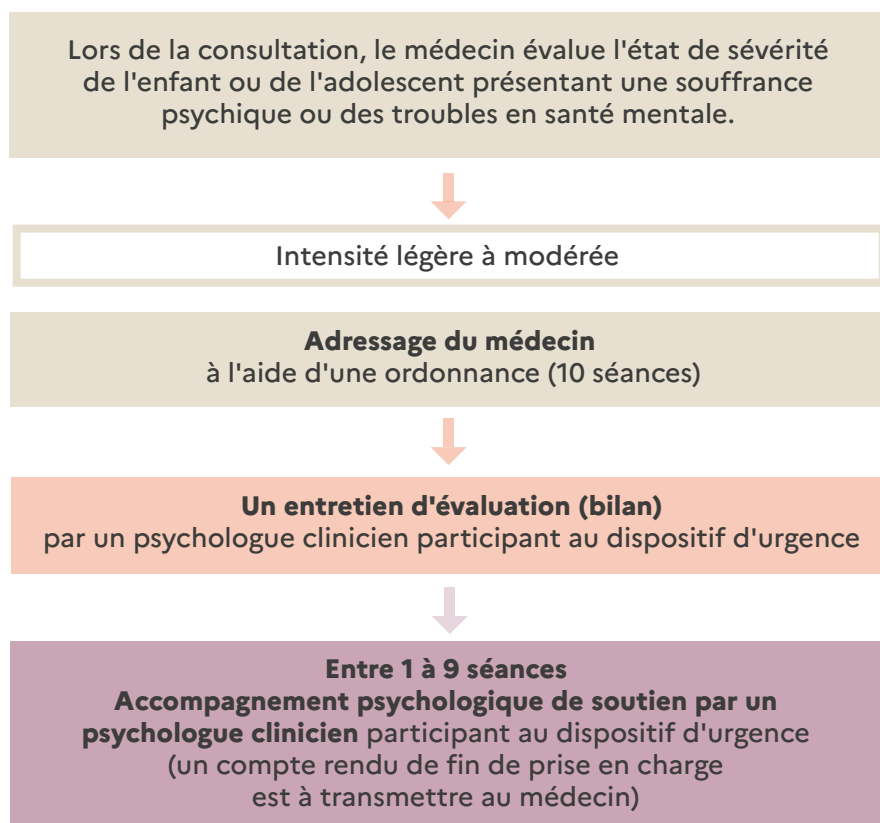 Lors de la consultation, le médecin évalue l'état de sévérité
de l'enfant ou de l'adolescent présentant une souffrance
psychique ou des troubles en santé mentale.
Intensité légère à modérée
Adressage du médecin
à l'aide d'une ordonnance (10 séances)
Un entretien d'évaluation (bilan)
par un psychologue clinicien participant au dispositif d'urgence
Entre 1 à 9 séances
Accompagnement psychologique de soutien par un
psychologue clinicien participant au dispositif d'urgence
(un compte rendu de fin de prise en charge
est à transmettre au médecin)